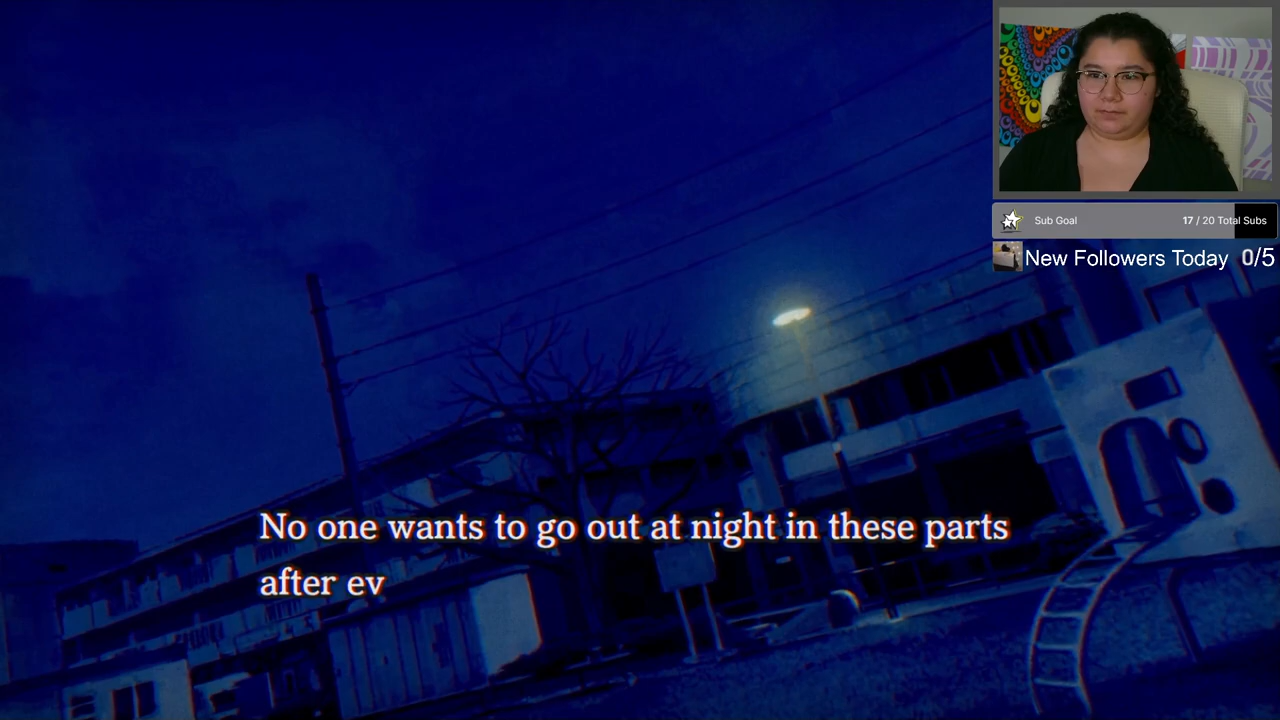 Sub Goal 17 / 20 Total Subs
New Followers Today 0/5
No one wants to go out at night in these parts
after ev